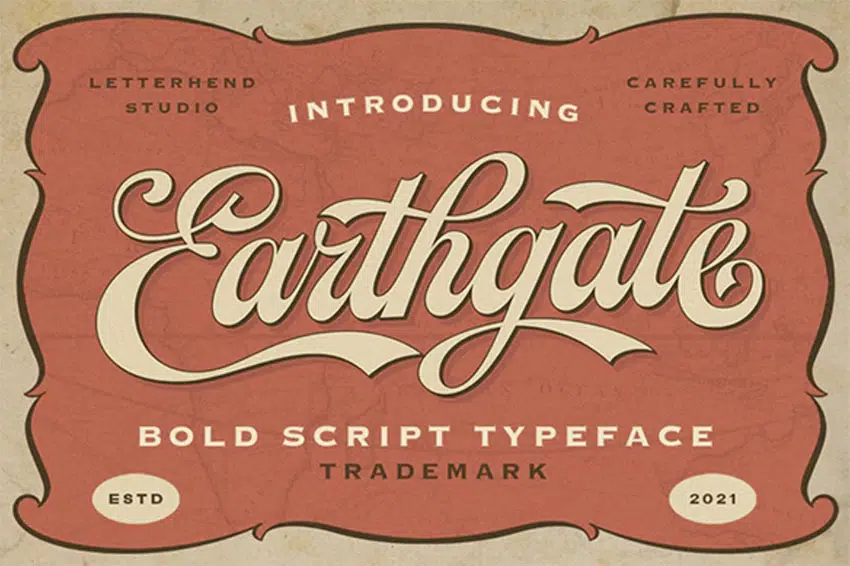 LETTERHEND
STUDIO
INTRODUCING
CAREFULLY
CRAFTED
Earthgate
BOLD SCRIPT TYPEFACE
TRADEMARK
ESTD
2021